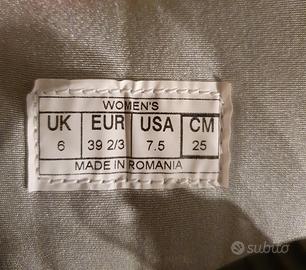 WOMEN'S
UK EUR USA CM
6 39 2/3 7.5 25
MADE IN ROMANIA
subito